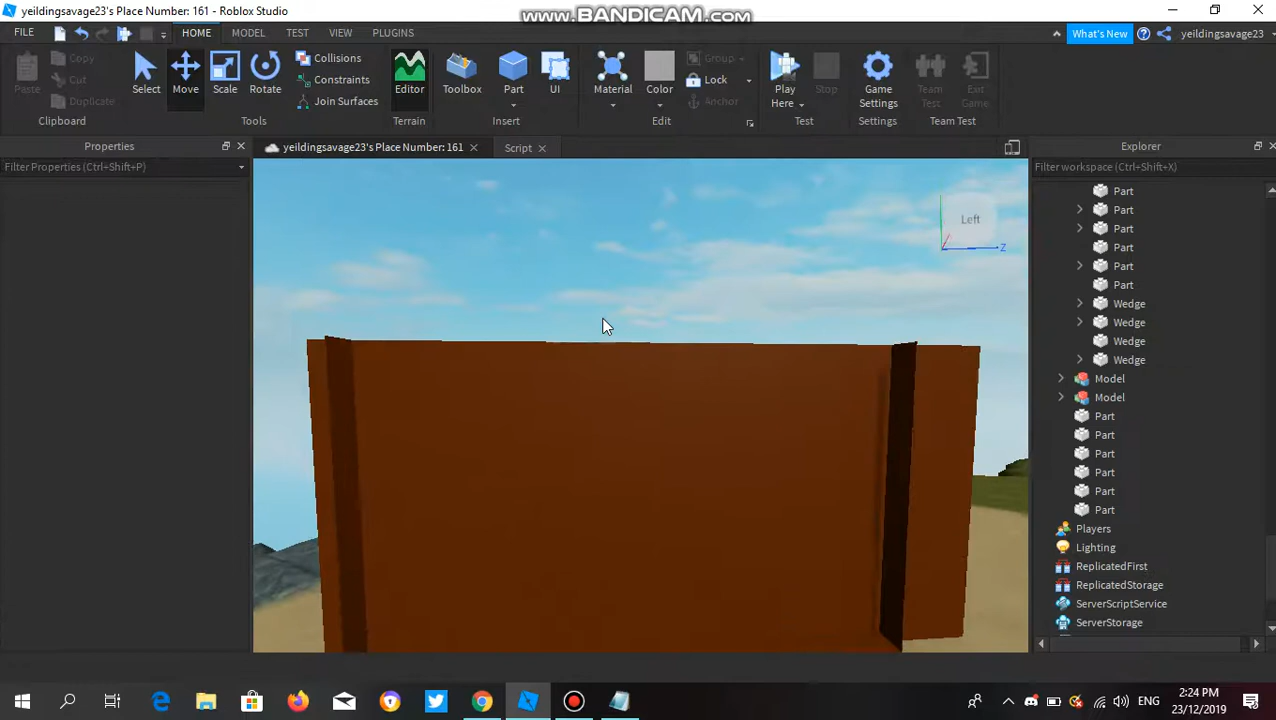 yeildingsavage23's Place Number: 161 - Roblox Studio
www.BANDICAM.com
FILE HOME MODEL TEST VIEW PLUGINS What's New yeildingsavage23
Paste Copy Cut Duplicate Clipboard
Select Move Scale Rotate Collisions Constraints Join Surfaces Tools
Editor Terrain
Toolbox Part UI Insert
Material Color Group Lock Anchor Edit
Play Here Stop Test
Game Settings Settings
Team Test Exit Game Team Test
Properties
Filter Properties (Ctrl+Shift+P)
yeildingsavage23's Place Number: 161 Script
Left
Z
Explorer
Filter workspace (Ctrl+Shift+X)
Part
Part
Part
Part
Part
Part
Wedge
Wedge
Wedge
Wedge
Model
Model
Part
Part
Part
Part
Part
Part
Players
Lighting
ReplicatedFirst
ReplicatedStorage
ServerScriptService
ServerStorage
ENG
2:24 PM
23/12/2019